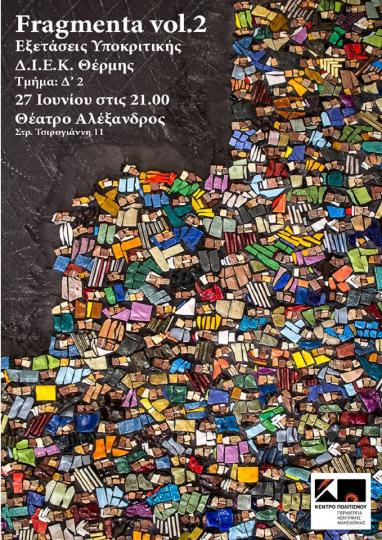 Fragmenta vol.2
Εξετάσεις Υποκριτικής
Δ.Ι.Ε.Κ. Θέρμης
Τμήμα: Δ' 2
27 Ιουνίου στις 21.00
Θέατρο Αλέξανδρος
Στρ. Τσιρογιάννη 11
ΚΕΝΤΡΟ ΠΟΛΙΤΙΣΜΟΥ
ΠΕΡΙΦΕΡΕΙΑ
ΚΕΝΤΡΙΚΗΣ
ΜΑΚΕΔΟΝΙΑΣ